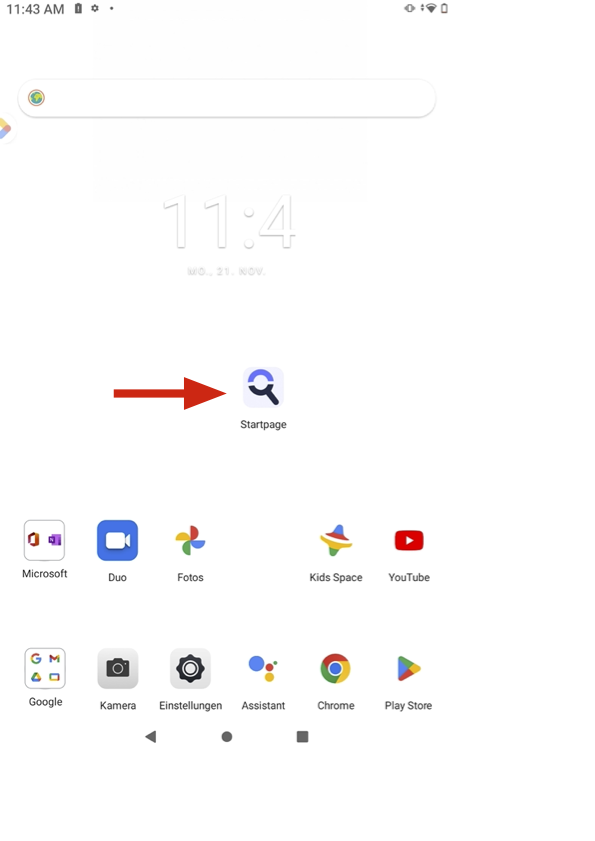 11:43 AM
11:4
MO., 21. NOV.
Startpage
Microsoft
Duo
Fotos
Kids Space
YouTube
Google
Kamera
Einstellungen
Assistant
Chrome
Play Store